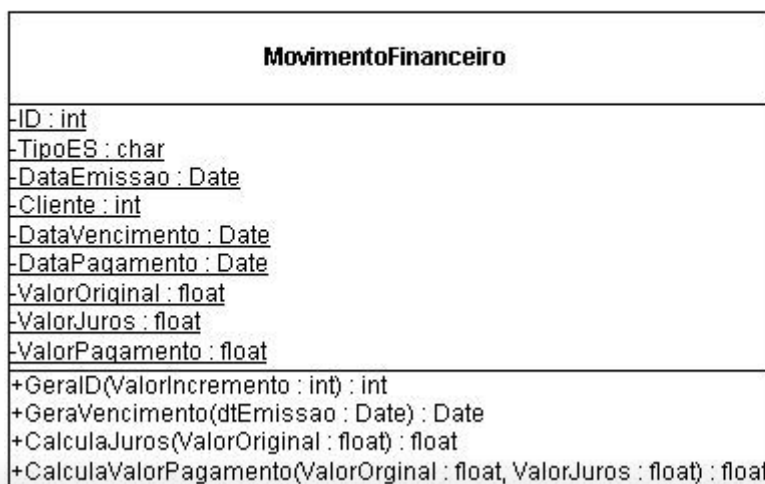 MovimentoFinanceiro
-ID : int
-TipoES : char
-DataEmissao : Date
-Cliente : int
-DataVencimento : Date
-DataPagamento : Date
-ValorOriginal : float
-ValorJuros : float
-ValorPagamento : float
+GeraID(ValorIncremento : int) : int
+GeraVencimento(dtEmissao : Date) : Date
+CalculaJuros(ValorOriginal : float) : float
+CalculaValorPagamento(ValorOrginal : float, ValorJuros : float) : float